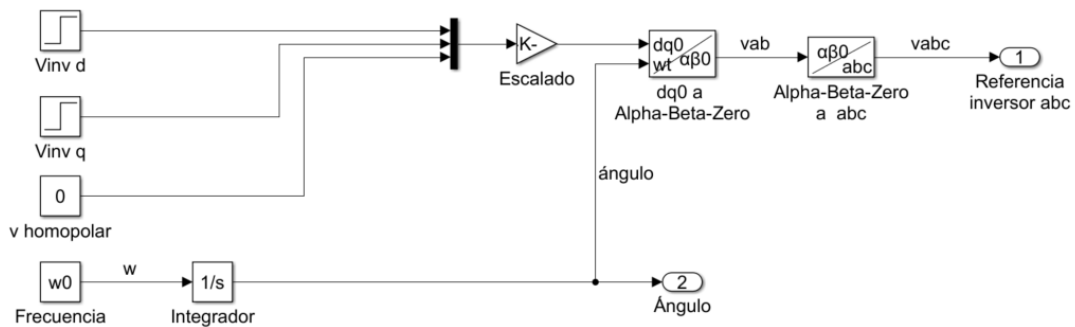 Vinv d
Vinv q
0
v homopolar
w0
Frecuencia
w
1/s
Integrador
K-
Escalado
dq0
wt
αβ0
dq0 a
Alpha-Beta-Zero
vab
αβ0
abc
Alpha-Beta-Zero
a abc
vabc
1
Referencia
inversor abc
ángulo
2
Ángulo